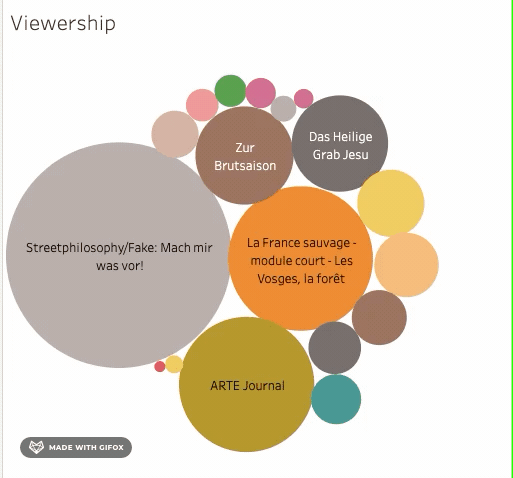 Viewership
Zur
Brutsaison
Das Heilige
Grab Jesu
Streetphilosophy/Fake: Mach mir
was vor!
La France sauvage -
module court - Les
Vosges, la forêt
ARTE Journal
MADE WITH GIFOX